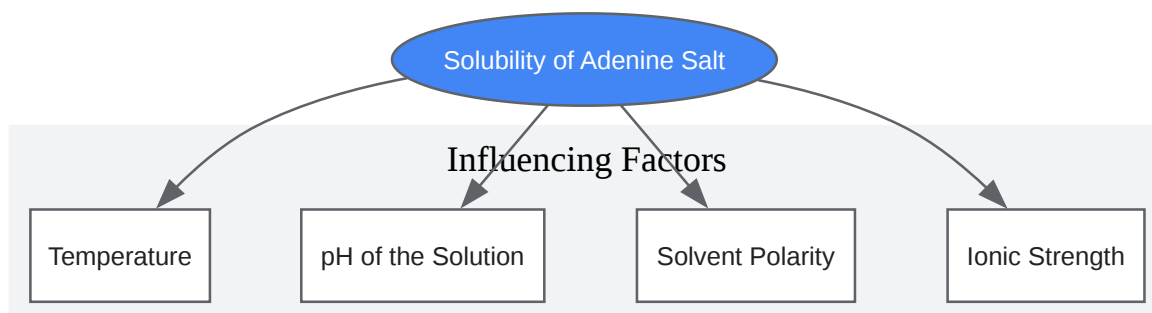 Solubility of Adenine Salt
Influencing Factors
Temperature
pH of the Solution
Solvent Polarity
Ionic Strength